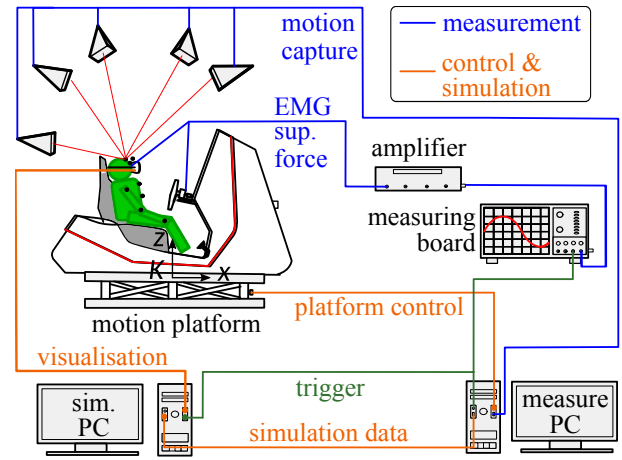 motion
capture
measurement
control &
simulation
EMG
sup.
force
amplifier
measuring
board
z
K
x
motion platform
platform control
visualisation
trigger
sim.
PC
measure
PC
simulation data